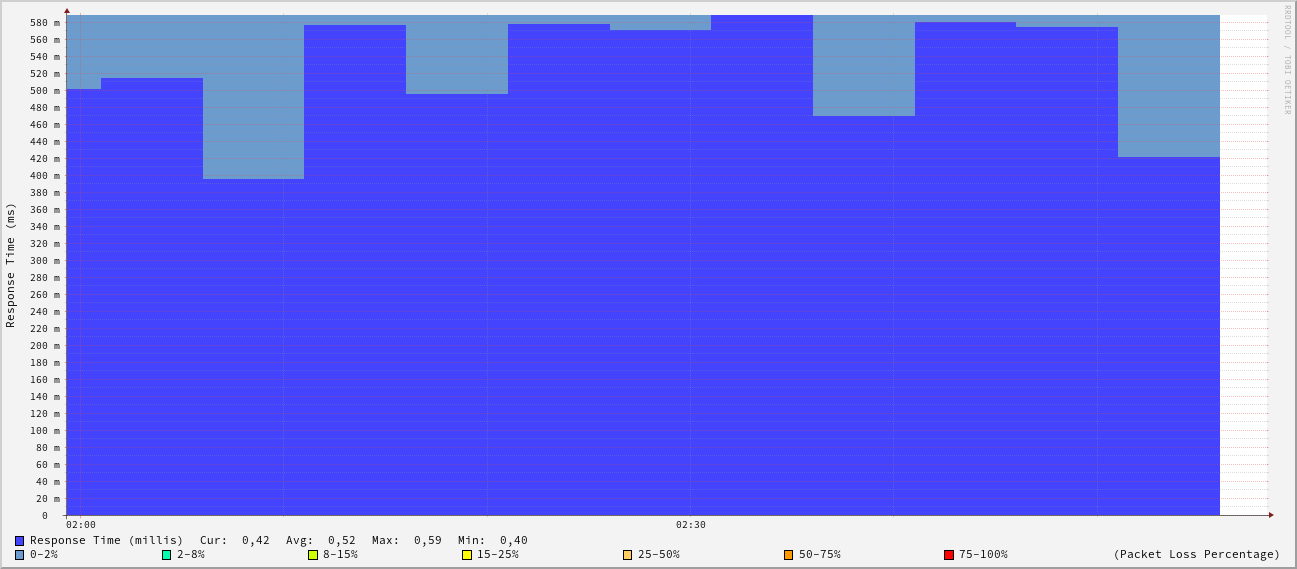 RRDTOOL / TOBI OETIKER
Response Time (ms)
580 m
560 m
540 m
520 m
500 m
480 m
460 m
440 m
420 m
400 m
380 m
360 m
340 m
320 m
300 m
280 m
260 m
240 m
220 m
200 m
180 m
160 m
140 m
120 m
100 m
80 m
60 m
40 m
20 m
0
02:00 02:30
Response Time (millis) Cur: 0,42 Avg: 0,52 Max: 0,59 Min: 0,40
0-2% 2-8% 8-15% 15-25% 25-50% 50-75% 75-100% (Packet Loss Percentage)